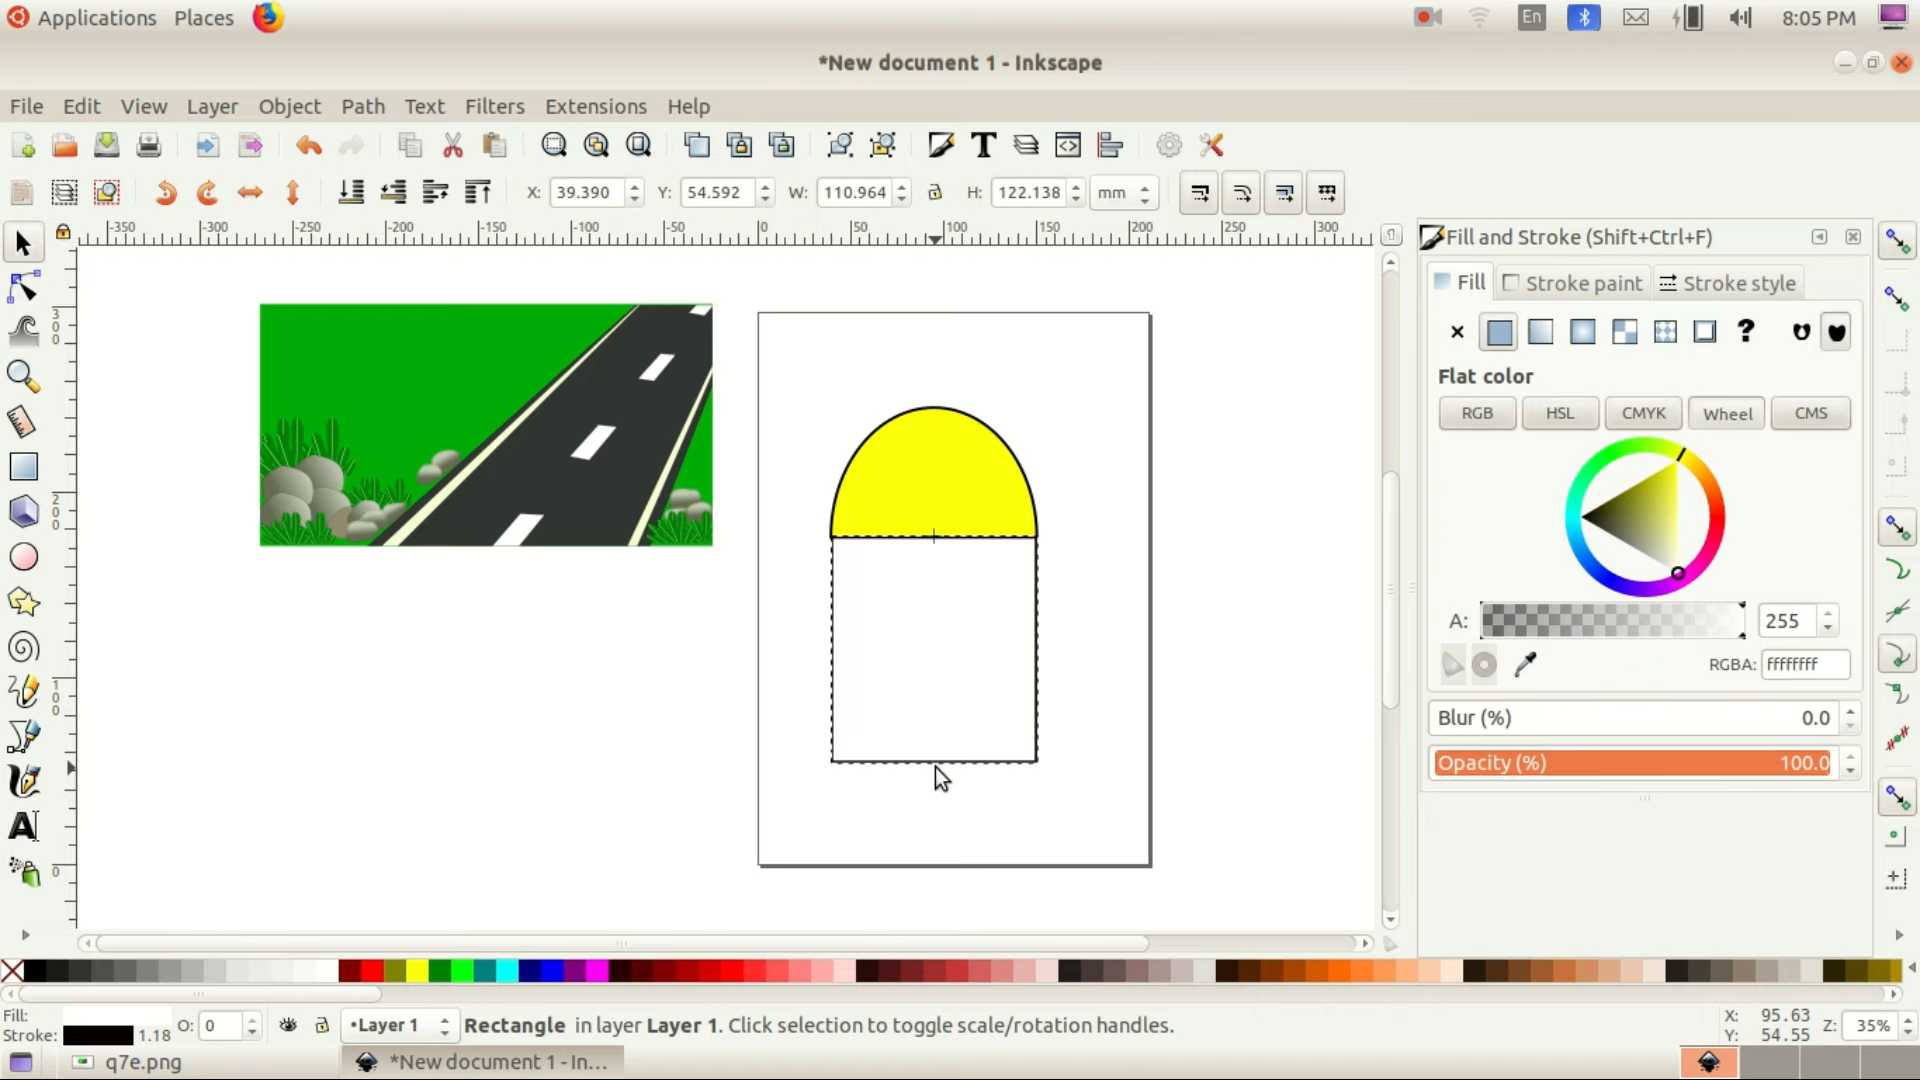 Applications Places En 8:05 PM
*New document 1 - Inkscape
File Edit View Layer Object Path Text Filters Extensions Help
X: 39.390 Y: 54.592 W: 110.964 H: 122.138 mm
-350 -300 -250 -200 -150 -100 -50 0 50 100 150 200 250 300
300
200
100
0
Fill and Stroke (Shift+Ctrl+F)
Fill Stroke paint Stroke style
Flat color
RGB HSL CMYK Wheel CMS
A: 255
RGBA: ffffffff
Blur (%) 0.0
Opacity (%) 100.0
Fill:
Stroke: 1.18 O: 0 •Layer 1 Rectangle in layer Layer 1. Click selection to toggle scale/rotation handles.
X: 95.63
Y: 54.55 Z: 35%
q7e.png *New document 1 - In...